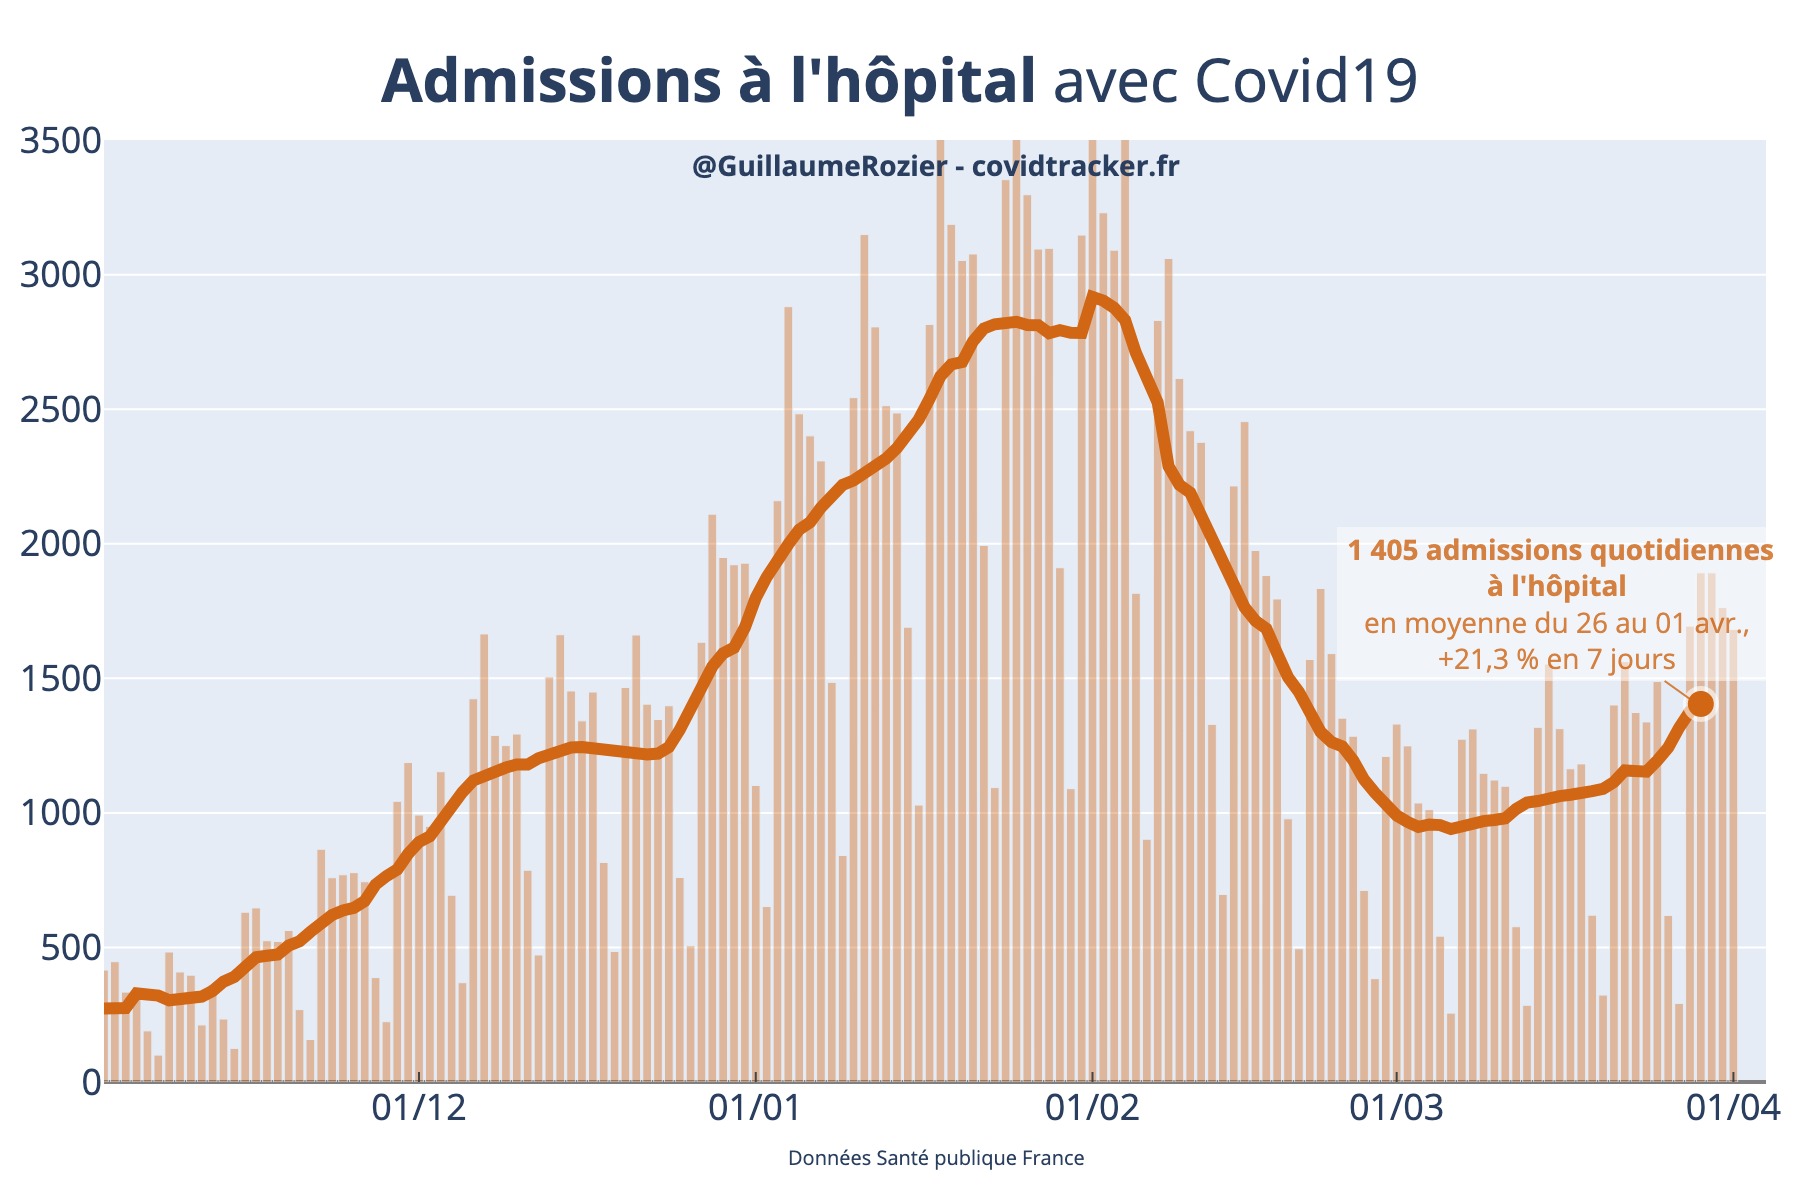 Admissions à l'hôpital avec Covid19
@GuillaumeRozier - covidtracker.fr
3500
3000
2500
2000
1500
1000
500
0
1 405 admissions quotidiennes
à l'hôpital
en moyenne du 26 au 01 avr.,
+21,3 % en 7 jours
01/12 01/01 01/02 01/03 01/04
Données Santé publique France